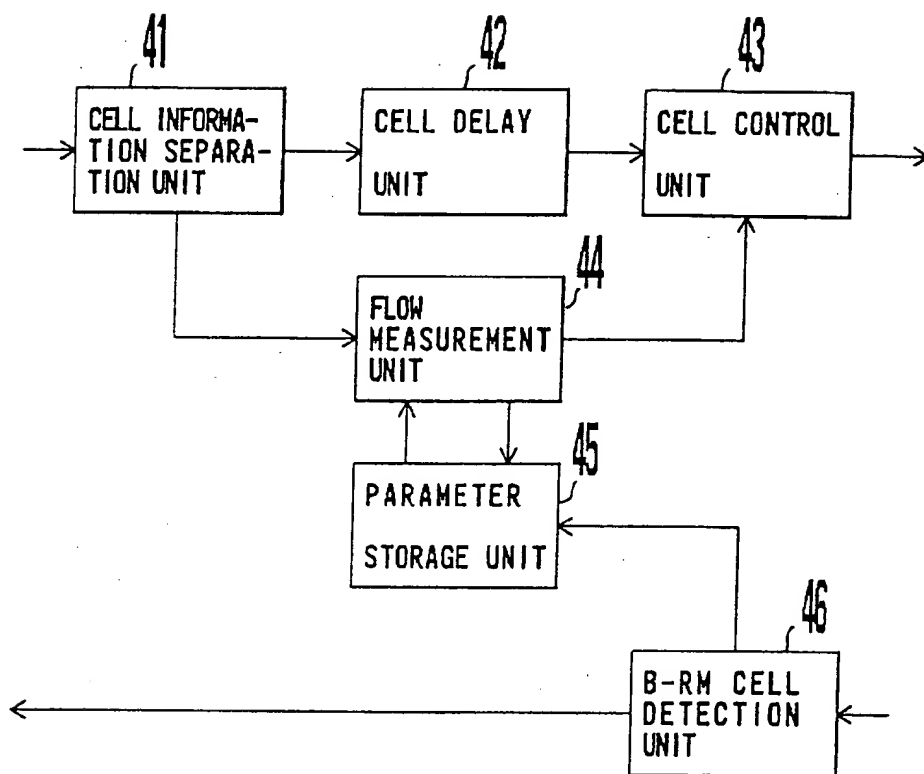 41
CELL INFORMA-
TION SEPARA-
TION UNIT
42
CELL DELAY
UNIT
43
CELL CONTROL
UNIT
44
FLOW
MEASUREMENT
UNIT
45
PARAMETER
STORAGE UNIT
46
B-RM CELL
DETECTION
UNIT